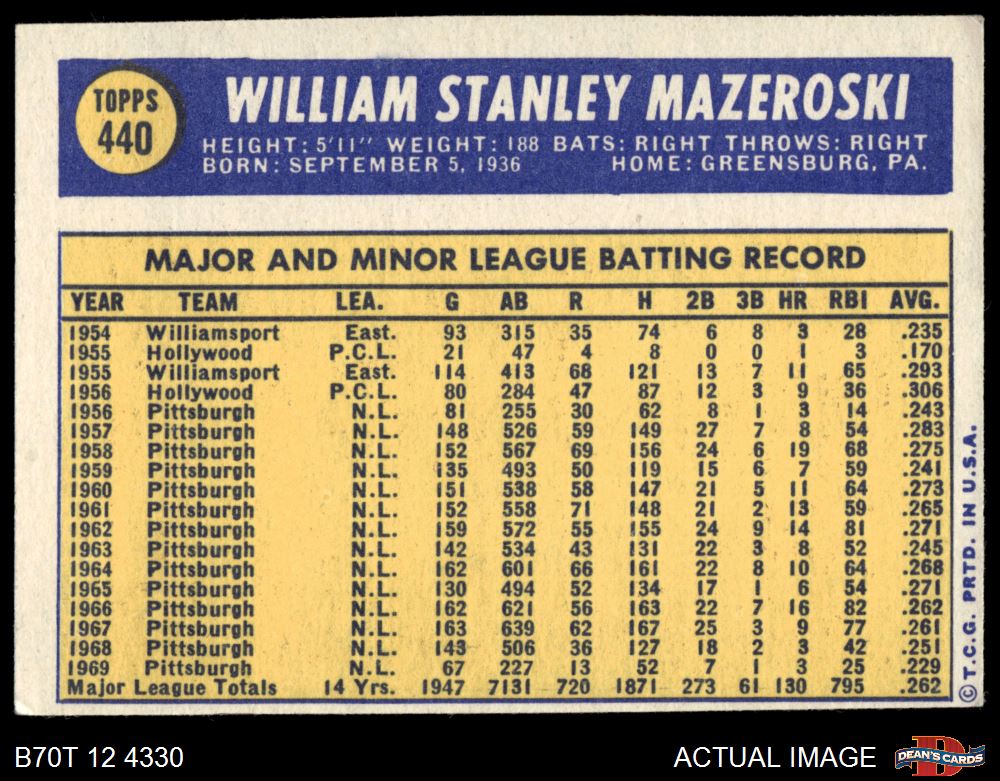 TOPPS
440
WILLIAM STANLEY MAZEROSKI
HEIGHT: 5'11" WEIGHT: 188 BATS: RIGHT THROWS: RIGHT
BORN: SEPTEMBER 5, 1936 HOME: GREENSBURG, PA.
MAJOR AND MINOR LEAGUE BATTING RECORD
YEAR TEAM LEA. G AB R H 2B 3B HR RBI AVG.
1954 Williamsport East. 93 315 35 74 6 8 3 28 .235
1955 Hollywood P.C.L. 21 47 4 8 0 0 1 3 .170
1955 Williamsport East. 114 413 68 121 13 7 11 65 .293
1956 Hollywood P.C.L. 80 284 47 87 12 3 9 36 .306
1956 Pittsburgh N.L. 81 255 30 62 8 1 3 14 .243
1957 Pittsburgh N.L. 148 526 59 149 27 7 8 54 .283
1958 Pittsburgh N.L. 152 567 69 156 24 6 19 68 .275
1959 Pittsburgh N.L. 135 493 50 119 15 6 7 59 .241
1960 Pittsburgh N.L. 151 538 58 147 21 5 11 64 .273
1961 Pittsburgh N.L. 152 558 71 148 21 2 13 59 .265
1962 Pittsburgh N.L. 159 572 55 155 24 9 14 81 .271
1963 Pittsburgh N.L. 142 534 43 131 22 3 8 52 .245
1964 Pittsburgh N.L. 162 601 66 161 22 8 10 64 .268
1965 Pittsburgh N.L. 130 494 52 134 17 1 6 54 .271
1966 Pittsburgh N.L. 162 621 56 163 22 7 16 82 .262
1967 Pittsburgh N.L. 163 639 62 167 25 3 9 77 .261
1968 Pittsburgh N.L. 143 506 36 127 18 2 3 42 .251
1969 Pittsburgh N.L. 67 227 13 52 7 1 3 25 .229
Major League Totals 14 Yrs. 1947 7131 720 1871 273 61 130 795 .262
© T.C.G. PRTD. IN U.S.A.
B70T 12 4330
ACTUAL IMAGE
D
DEAN'S CARDS